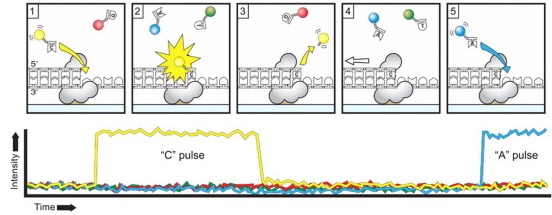 1
2
3
4
5
C
G
A
T
C
C
G
C
A
T
A
5'
3'
C
C
C
Intensity
"C" pulse
"A" pulse
Time